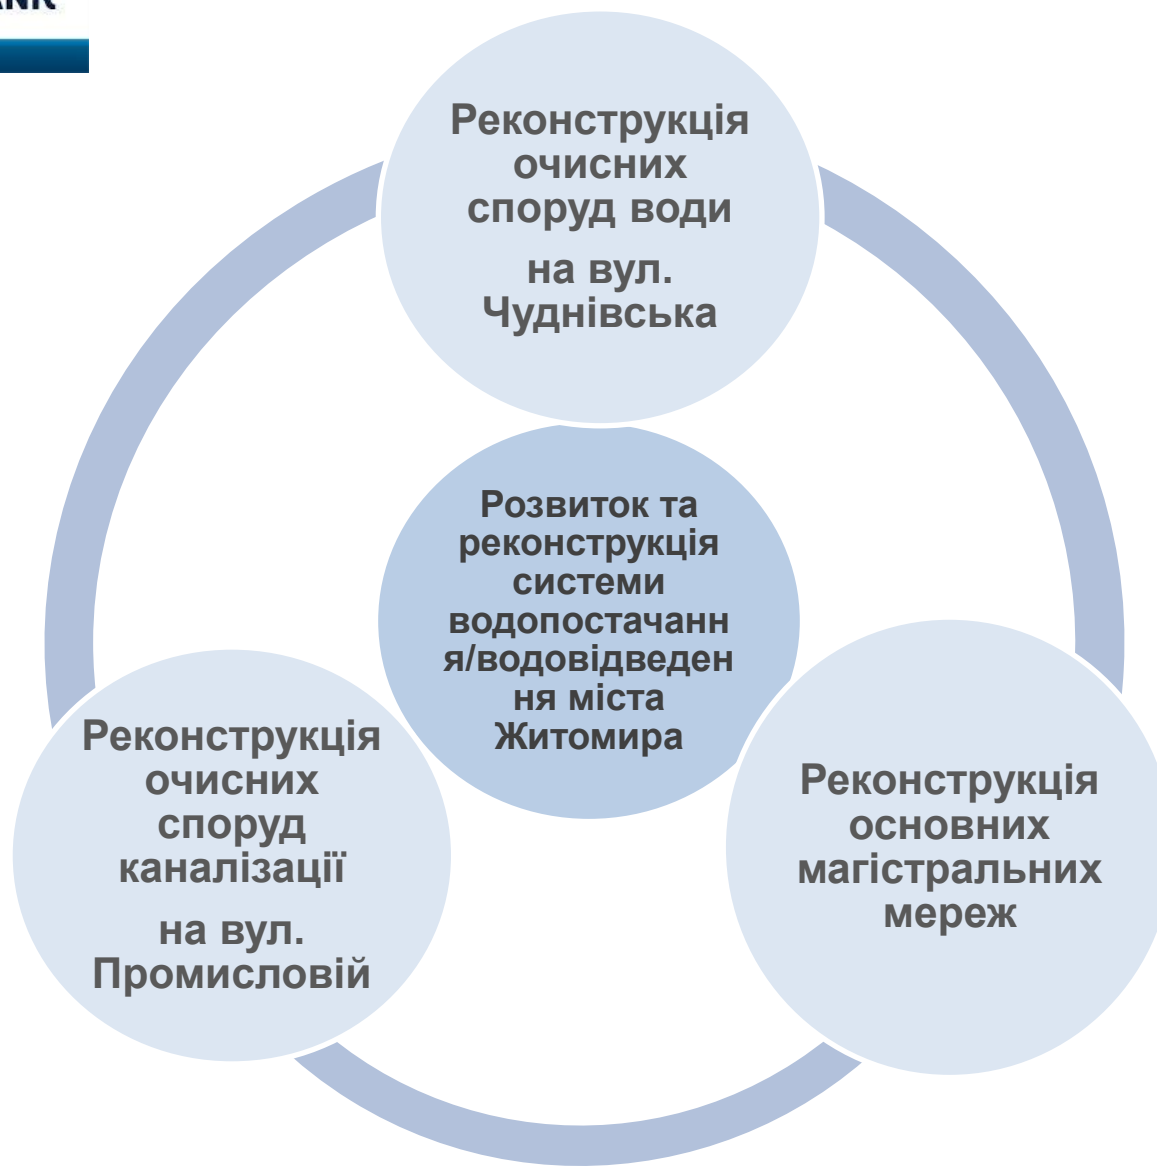 Реконструкція
очисних
споруд води
на вул.
Чуднівська
Розвиток та
реконструкція
системи
водопостачанн
я/водовідведен
ня міста
Житомира
Реконструкція
очисних
споруд
каналізації
на вул.
Промисловій
Реконструкція
основних
магістральних
мереж